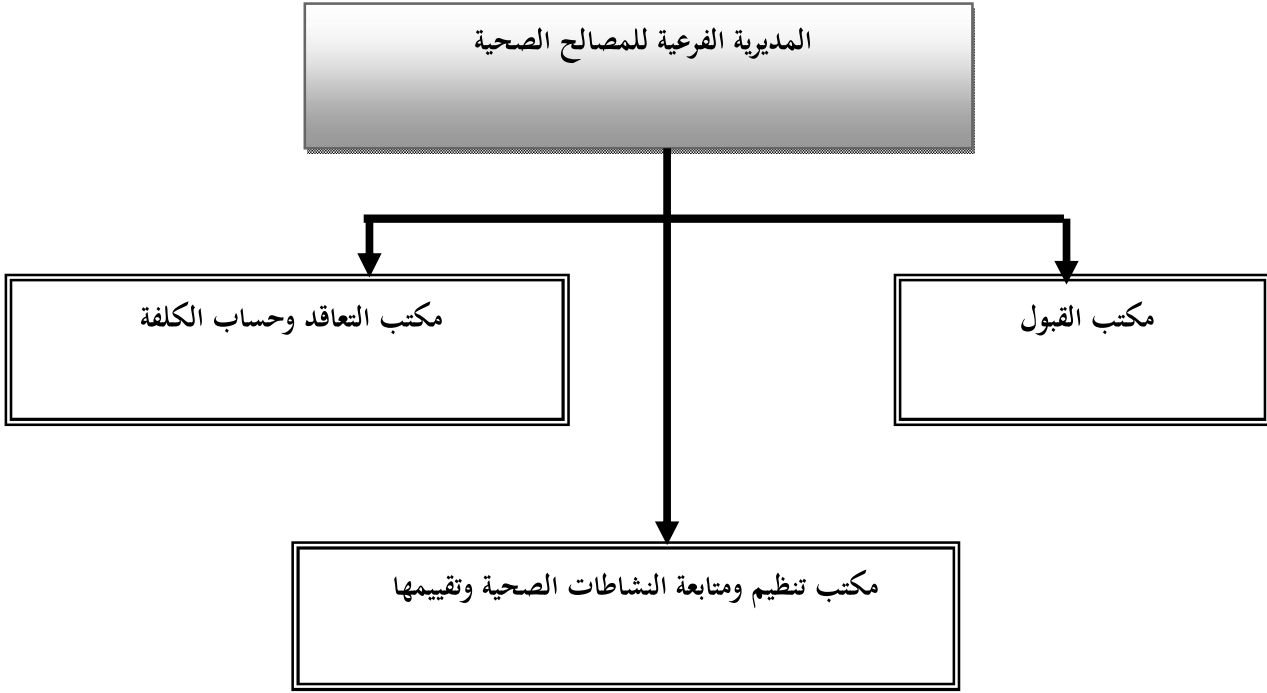 المديرية الفرعية للمصالح الصحية
مكتب القبول
مكتب التعاقد وحساب الكلفة
مكتب تنظيم ومتابعة النشاطات الصحية وتقييمها